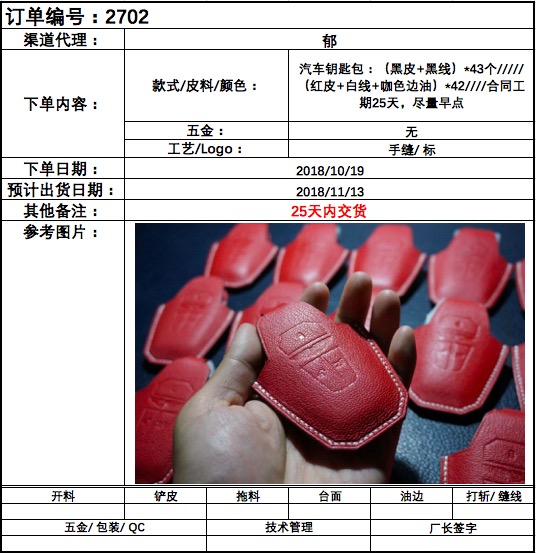 订单编号：2702
渠道代理： 郁
下单内容：
款式/皮料/颜色：
汽车钥匙包：（黑皮+黑线）*43个/////
（红皮+白线+咖色边油）*42////合同工
期25天，尽量早点
五金： 无
工艺/Logo： 手缝/ 标
下单日期： 2018/10/19
预计出货日期： 2018/11/13
其他备注： 25天内交货
参考图片：
开料 铲皮 拖料 台面 油边 打斩/ 缝线
五金/ 包装/ QC 技术管理 厂长签字